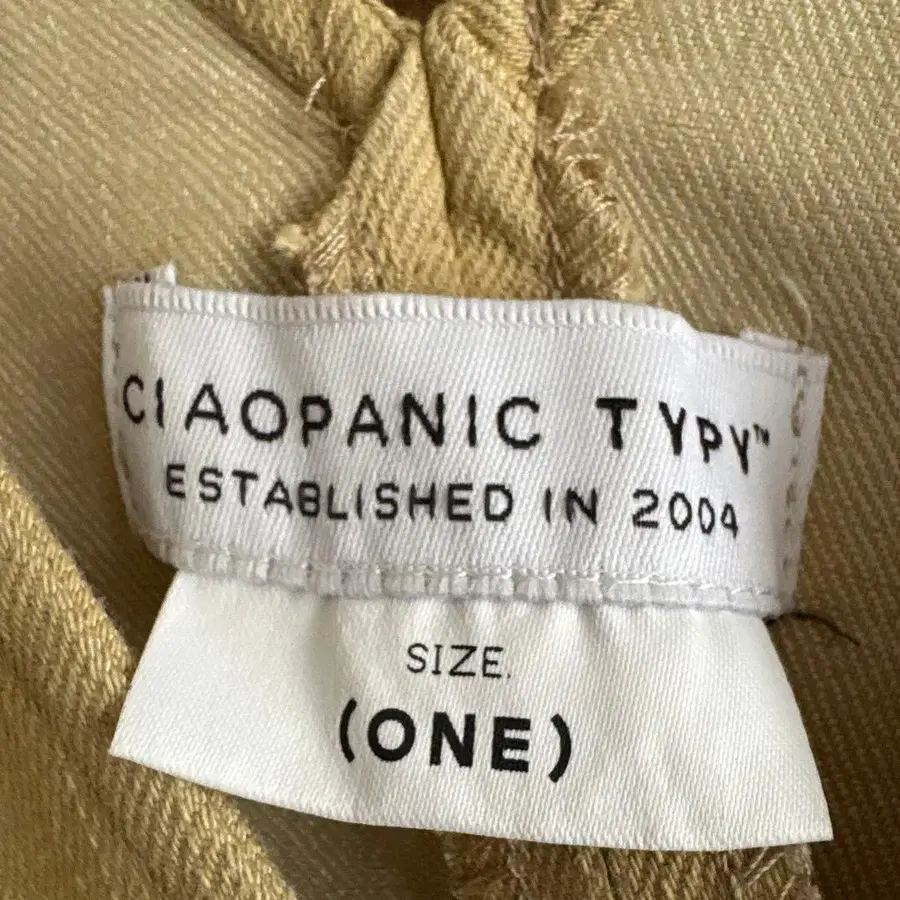 CIAOPANIC TYPY™
ESTABLISHED IN 2004
SIZE.
(ONE)